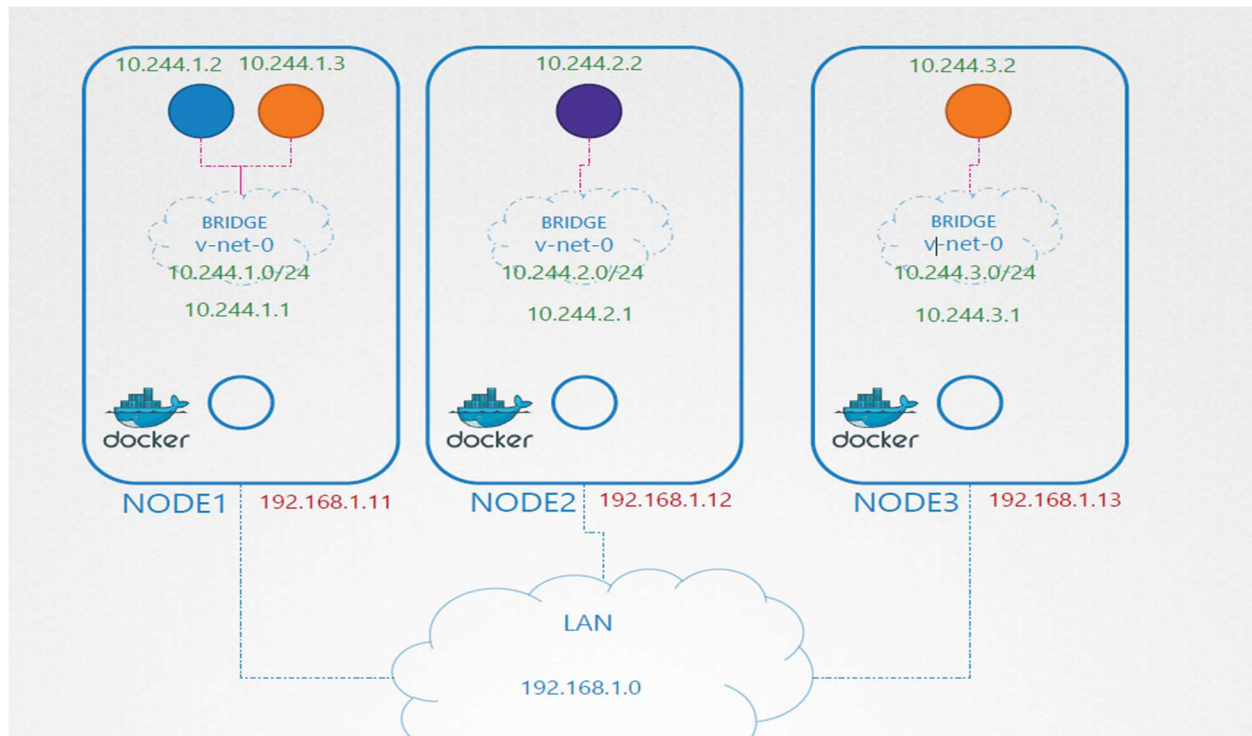 10.244.1.2 10.244.1.3
BRIDGE
v-net-0
10.244.1.0/24
10.244.1.1
docker
NODE1 192.168.1.11
10.244.2.2
BRIDGE
v-net-0
10.244.2.0/24
10.244.2.1
docker
NODE2 192.168.1.12
10.244.3.2
BRIDGE
v-net-0
10.244.3.0/24
10.244.3.1
docker
NODE3 192.168.1.13
LAN
192.168.1.0